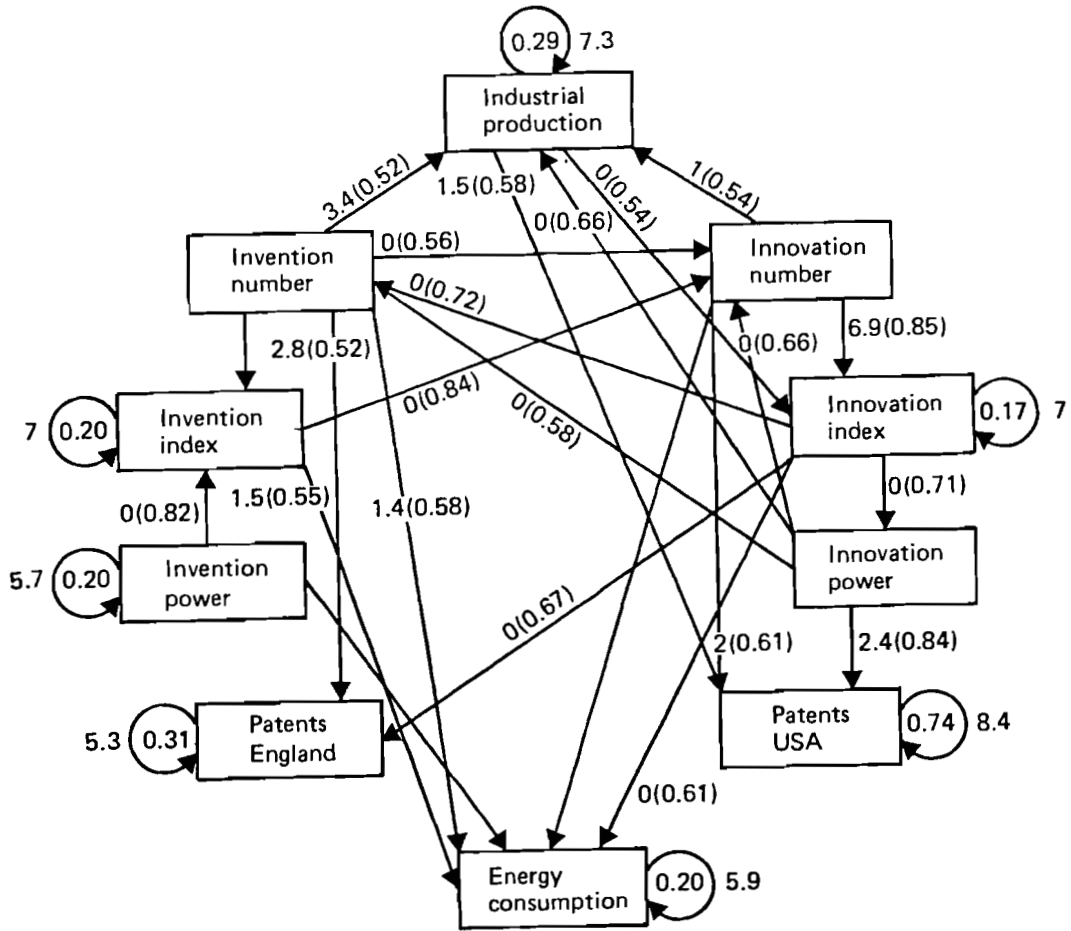 0.29 7.3
Industrial
production
3.4(0.52)
1.5(0.58)
0(0.54)
1(0.54)
0(0.66)
Invention
number
0(0.56)
Innovation
number
0(0.72)
2.8(0.52)
0(0.66)
6.9(0.85)
7 0.20
Invention
index
0(0.84)
0(0.58)
Innovation
index
0.17 7
0(0.82)
1.5(0.55)
1.4(0.58)
0(0.71)
5.7 0.20
Invention
power
Innovation
power
0(0.67)
2(0.61)
2.4(0.84)
5.3 0.31
Patents
England
Patents
USA
0.74 8.4
0(0.61)
Energy
consumption
0.20 5.9